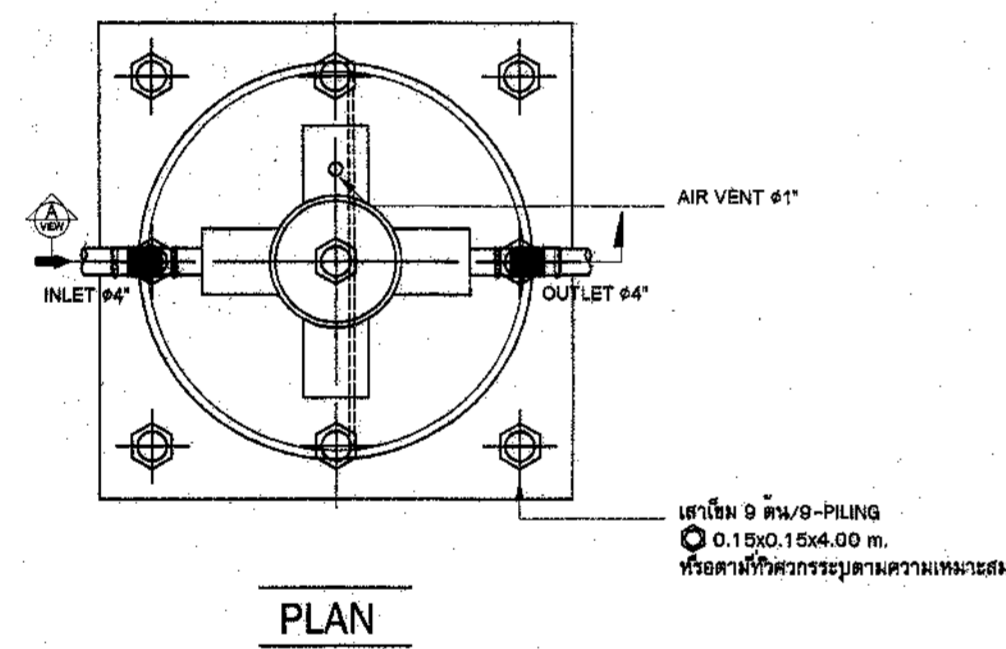 AIR VENT ø1"
A
VIEW
INLET ø4"
OUTLET ø4"
เสาเข็ม 9 ต้น/9-PILING
0.15x0.15x4.00 m.
หรือตามที่วิศวกรระบุตามความเหมาะสม
PLAN